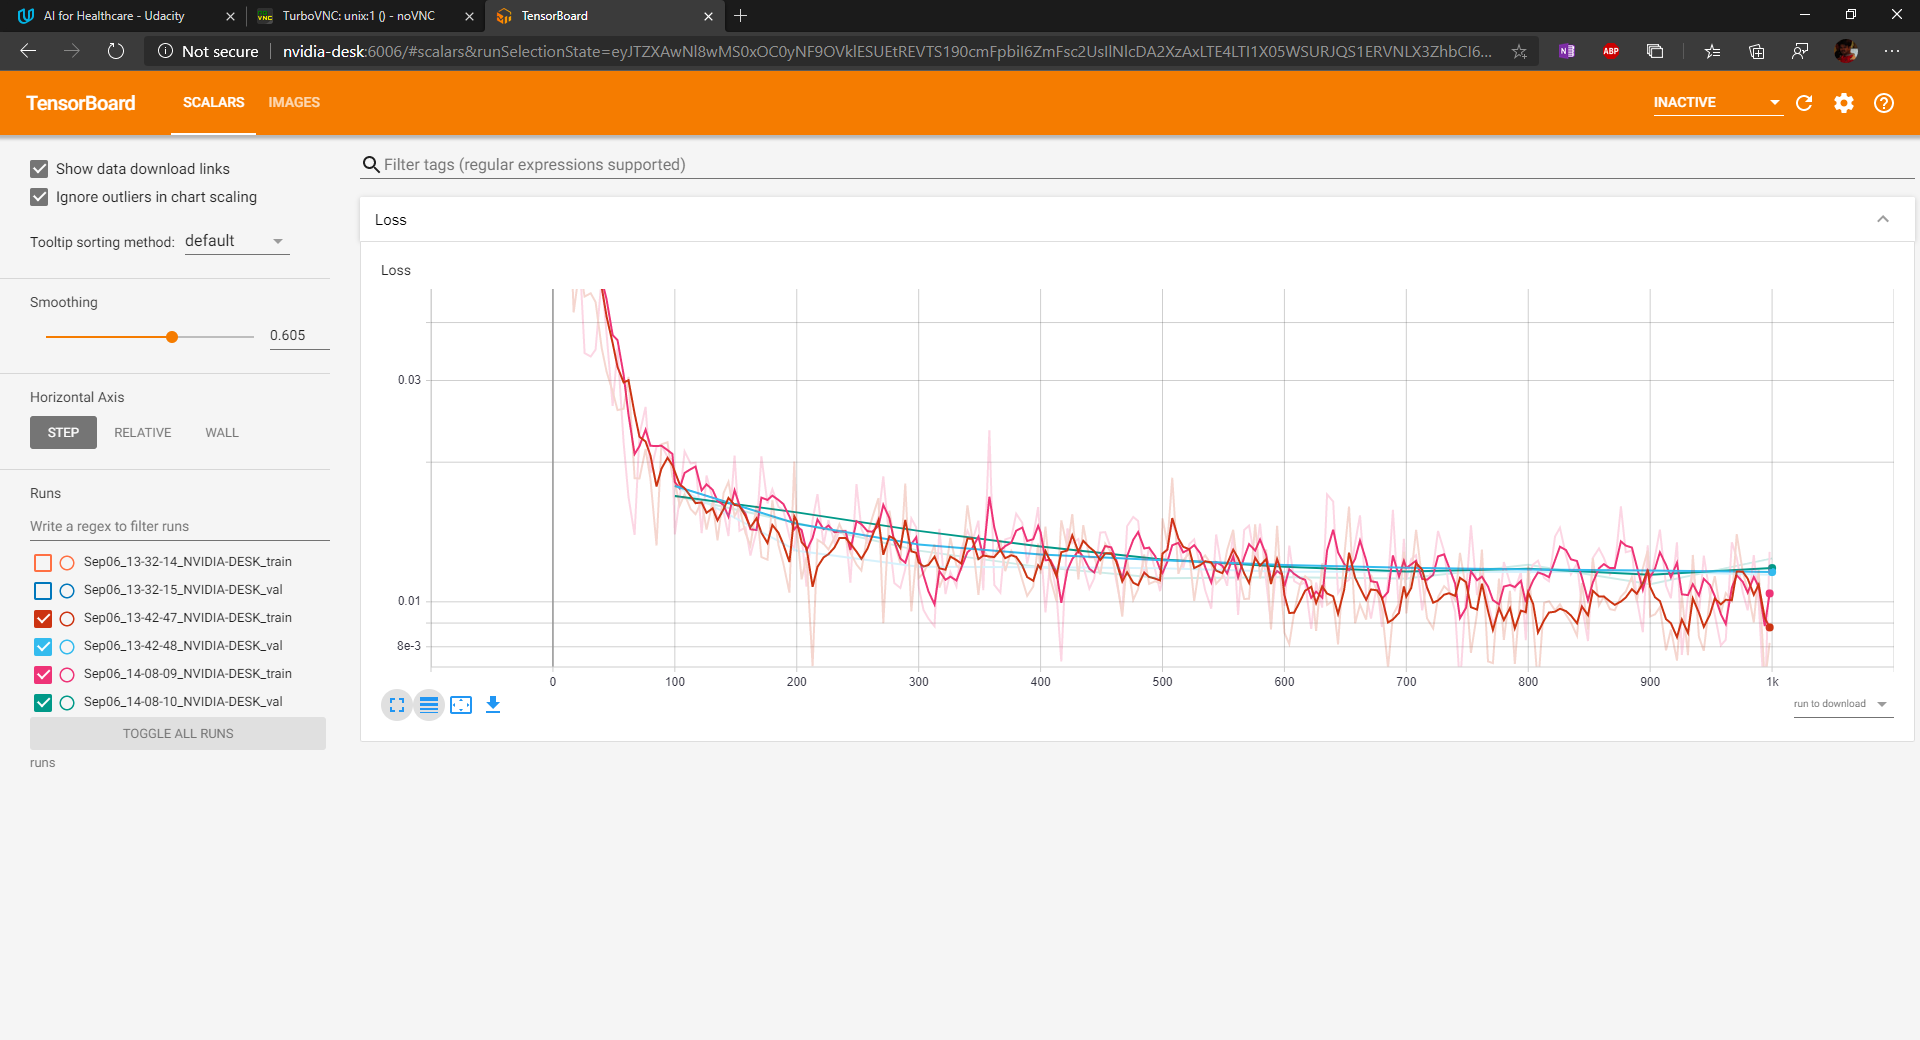 AI for Healthcare - Udacity
VNC TurboVNC: unix:1 () - noVNC
TensorBoard
Not secure
nvidia-desk:6006/#scalars&runSelectionState=
N
ABP
TensorBoard
SCALARS
IMAGES
INACTIVE
Show data download links
Ignore outliers in chart scaling
Tooltip sorting method: default
Smoothing
0.605
Horizontal Axis
STEP
RELATIVE
WALL
Runs
Write a regex to filter runs
Sep06_13-32-14_NVIDIA-DESK_train
Sep06_13-32-15_NVIDIA-DESK_val
Sep06_13-42-47_NVIDIA-DESK_train
Sep06_13-42-48_NVIDIA-DESK_val
Sep06_14-08-09_NVIDIA-DESK_train
Sep06_14-08-10_NVIDIA-DESK_val
TOGGLE ALL RUNS
runs
Filter tags (regular expressions supported)
Loss
Loss
0.03
0.01
8e-3
0 100 200 300 400 500 600 700 800 900 1k
run to download